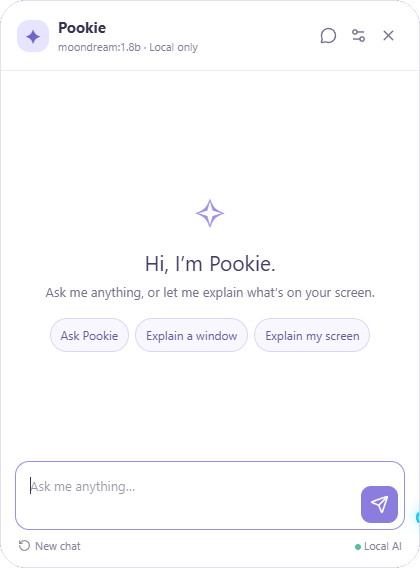 Pookie
moondream:1.8b · Local only
Hi, I’m Pookie.
Ask me anything, or let me explain what’s on your screen.
Ask Pookie
Explain a window
Explain my screen
Ask me anything...
New chat
Local AI